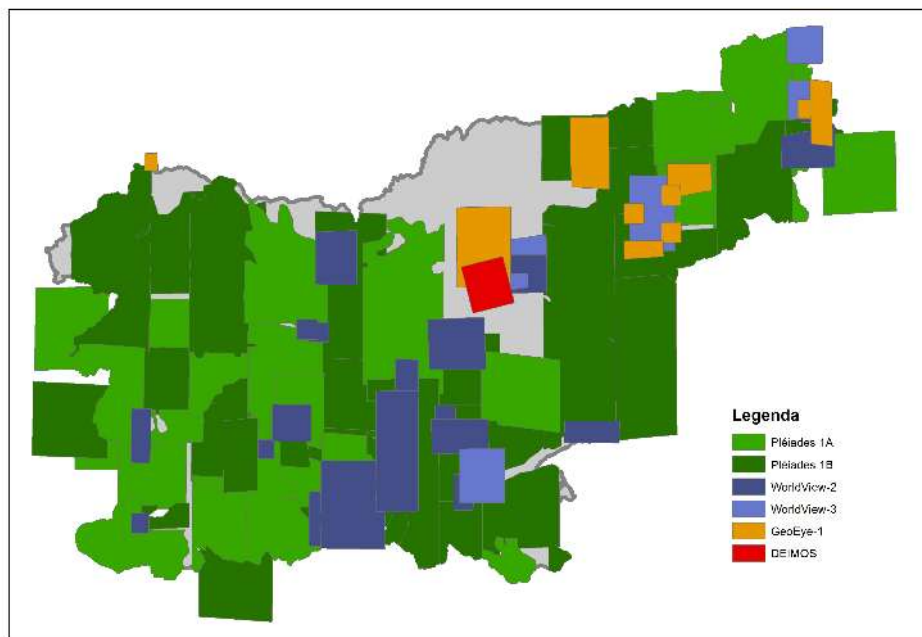 Legenda
Pléiades 1A
Pléiades 1B
WorldView-2
WorldView-3
GeoEye-1
DEIMOS